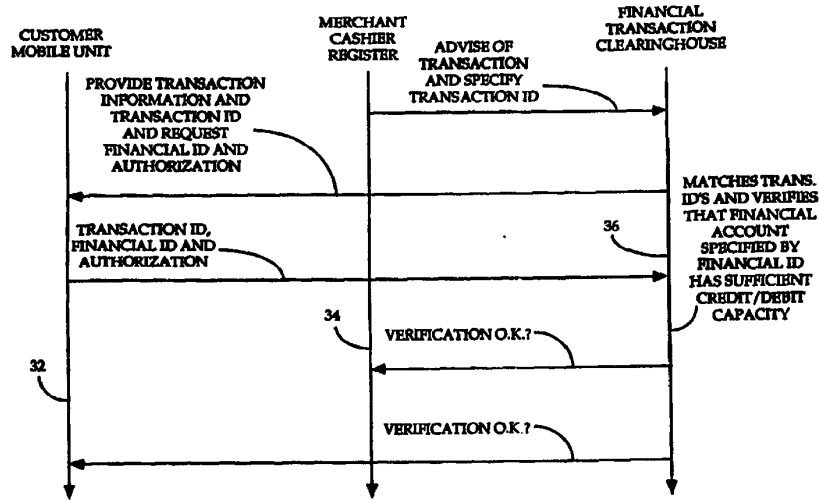 CUSTOMER
MOBILE UNIT
MERCHANT
CASHIER
REGISTER
FINANCIAL
TRANSACTION
CLEARINGHOUSE
ADVISE OF
TRANSACTION
AND SPECIFY
TRANSACTION ID
PROVIDE TRANSACTION
INFORMATION AND
TRANSACTION ID
AND REQUEST
FINANCIAL ID AND
AUTHORIZATION
MATCHES TRANS.
ID'S AND VERIFIES
THAT FINANCIAL
ACCOUNT
SPECIFIED BY
FINANCIAL ID
HAS SUFFICIENT
CREDIT/DEBIT
CAPACITY
TRANSACTION ID,
FINANCIAL ID AND
AUTHORIZATION
36
34
VERIFICATION O.K.?
32
VERIFICATION O.K.?